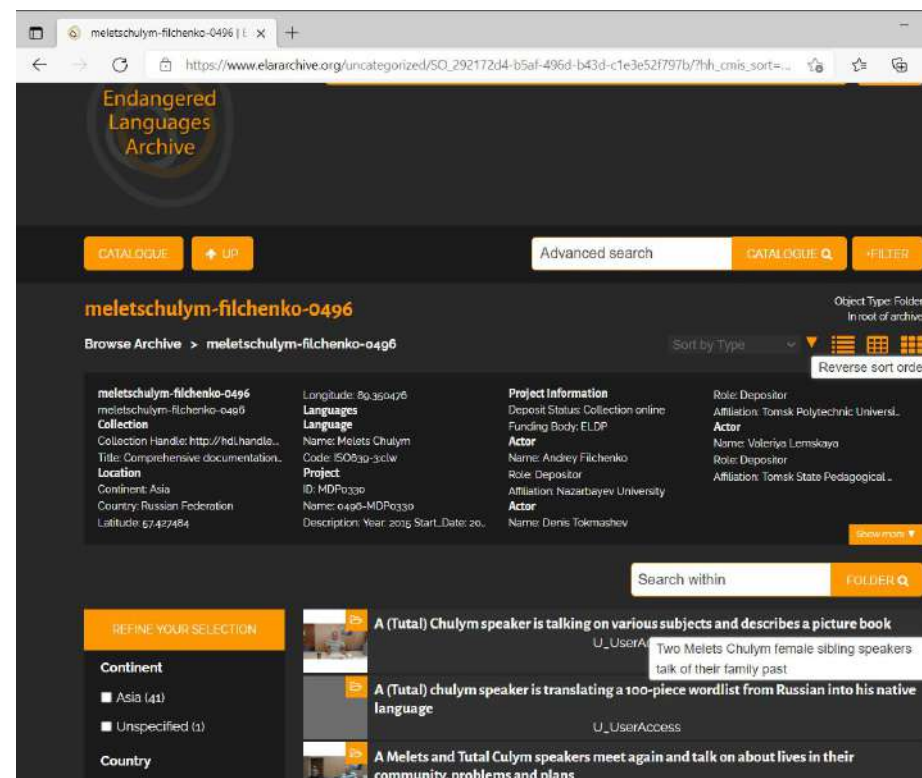 meletschulym-filchenko-0496 | E
https://www.elararchive.org/uncategorized/SO_292172d4-b5af-496d-b43d-c1e3e52f797b/?hh_cmis_sort=...
Endangered
Languages
Archive
CATALOGUE
UP
Advanced search
CATALOGUE
+FILTER
meletschulym-filchenko-0496
Object Type: Folder
In root of archive
Browse Archive > meletschulym-filchenko-0496
Sort by Type
Reverse sort orde
meletschulym-filchenko-0496
meletschulym-filchenko-0496
Collection
Collection Handle: http://hdl.handle...
Title: Comprehensive documentation...
Location
Continent: Asia
Country: Russian Federation
Latitude: 57.427484
Longitude: 89.350476
Languages
Language
Name: Melets Chulym
Code: ISO639-3:clw
Project
ID: MDP0330
Name: 0496-MDP0330
Description: Year: 2015 Start_Date: 20...
Project Information
Deposit Status: Collection online
Funding Body: ELDP
Actor
Name: Andrey Filchenko
Role: Depositor
Affiliation: Nazarbayev University
Actor
Name: Denis Tokmashev
Role: Depositor
Affiliation: Tomsk Polytechnic Universi...
Actor
Name: Valeriya Lemskaya
Role: Depositor
Affiliation: Tomsk State Pedagogical ...
Show more
Search within
FOLDER
REFINE YOUR SELECTION
Continent
Asia (41)
Unspecified (1)
Country
A (Tutal) Chulym speaker is talking on various subjects and describes a picture book
U_UserA
Two Melets Chulym female sibling speakers
talk of their family past
A (Tutal) chulym speaker is translating a 100-piece wordlist from Russian into his native
language
U_UserAccess
A Melets and Tutal Culym speakers meet again and talk on about lives in their
community, problems and plans